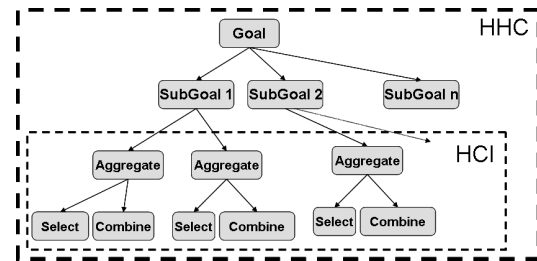 Goal
HHC
SubGoal 1
SubGoal 2
SubGoal n
HCI
Aggregate
Aggregate
Aggregate
Select
Combine
Select
Combine
Select
Combine